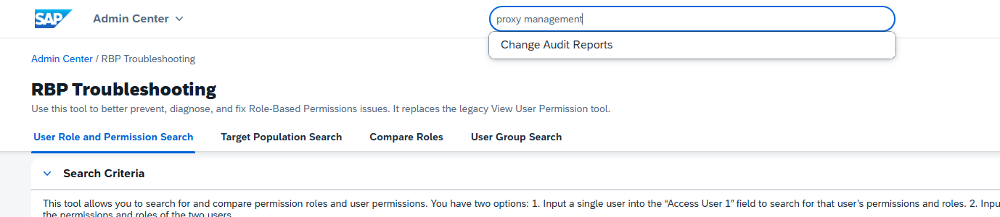 SAP Admin Center proxy management
Change Audit Reports
Admin Center / RBP Troubleshooting
RBP Troubleshooting
Use this tool to better prevent, diagnose, and fix Role-Based Permissions issues. It replaces the legacy View User Permission tool.
User Role and Permission Search Target Population Search Compare Roles User Group Search
Search Criteria
This tool allows you to search for and compare permission roles and user permissions. You have two options: 1. Input a single user into the “Access User 1” field to search for that user’s permissions and roles. 2. Inpu
the permissions and roles of the two users.